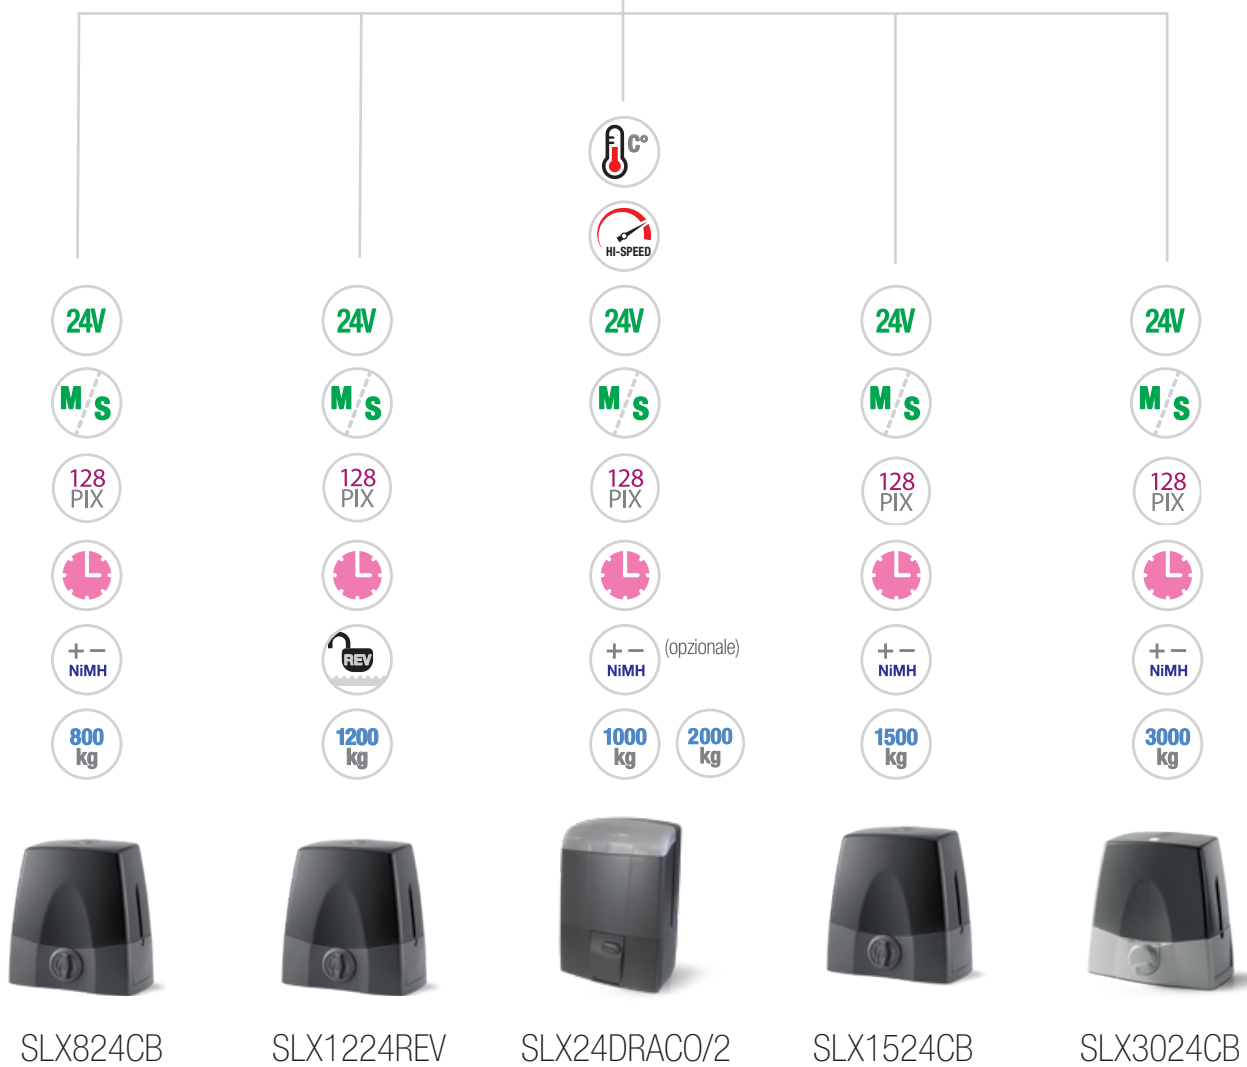 C°
HI-SPEED
24V 24V 24V 24V 24V
M/S M/S M/S M/S M/S
128 128 128 128 128
PIX PIX PIX PIX PIX
+ − + − (opzionale) + − + −
NiMH REV NiMH NiMH NiMH
800 1200 1000 2000 1500 3000
kg kg kg kg kg kg
SLX824CB SLX1224REV SLX24DRACO/2 SLX1524CB SLX3024CB